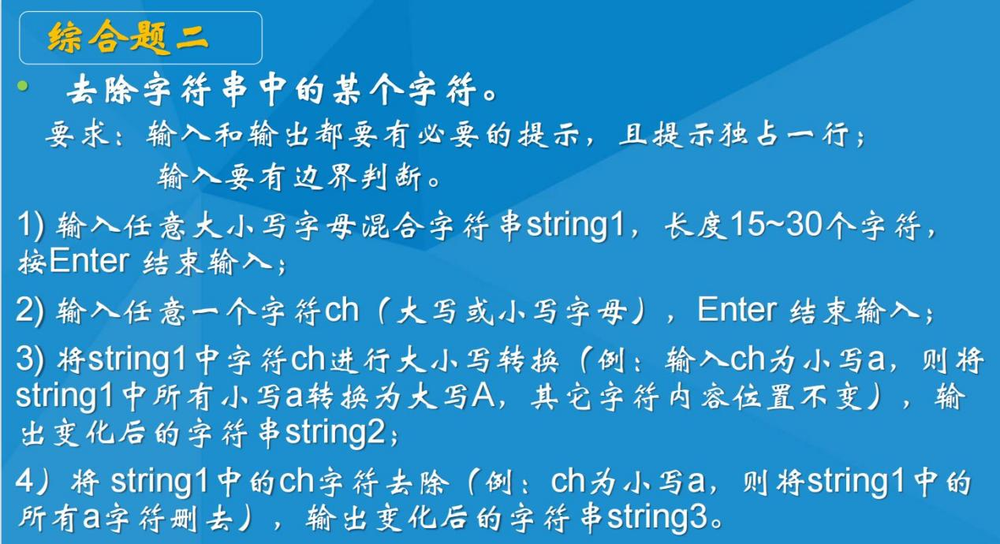 综合题二
• 去除字符串中的某个字符。
要求：输入和输出都要有必要的提示，且提示独占一行；
输入要有边界判断。
1) 输入任意大小写字母混合字符串string1，长度15~30个字符，
按Enter 结束输入；
2) 输入任意一个字符ch（大写或小写字母），Enter 结束输入；
3) 将string1中字符ch进行大小写转换（例：输入ch为小写a，则将
string1中所有小写a转换为大写A，其它字符内容位置不变），输
出变化后的字符串string2；
4）将 string1中的ch字符去除（例：ch为小写a，则将string1中的
所有a字符删去），输出变化后的字符串string3。